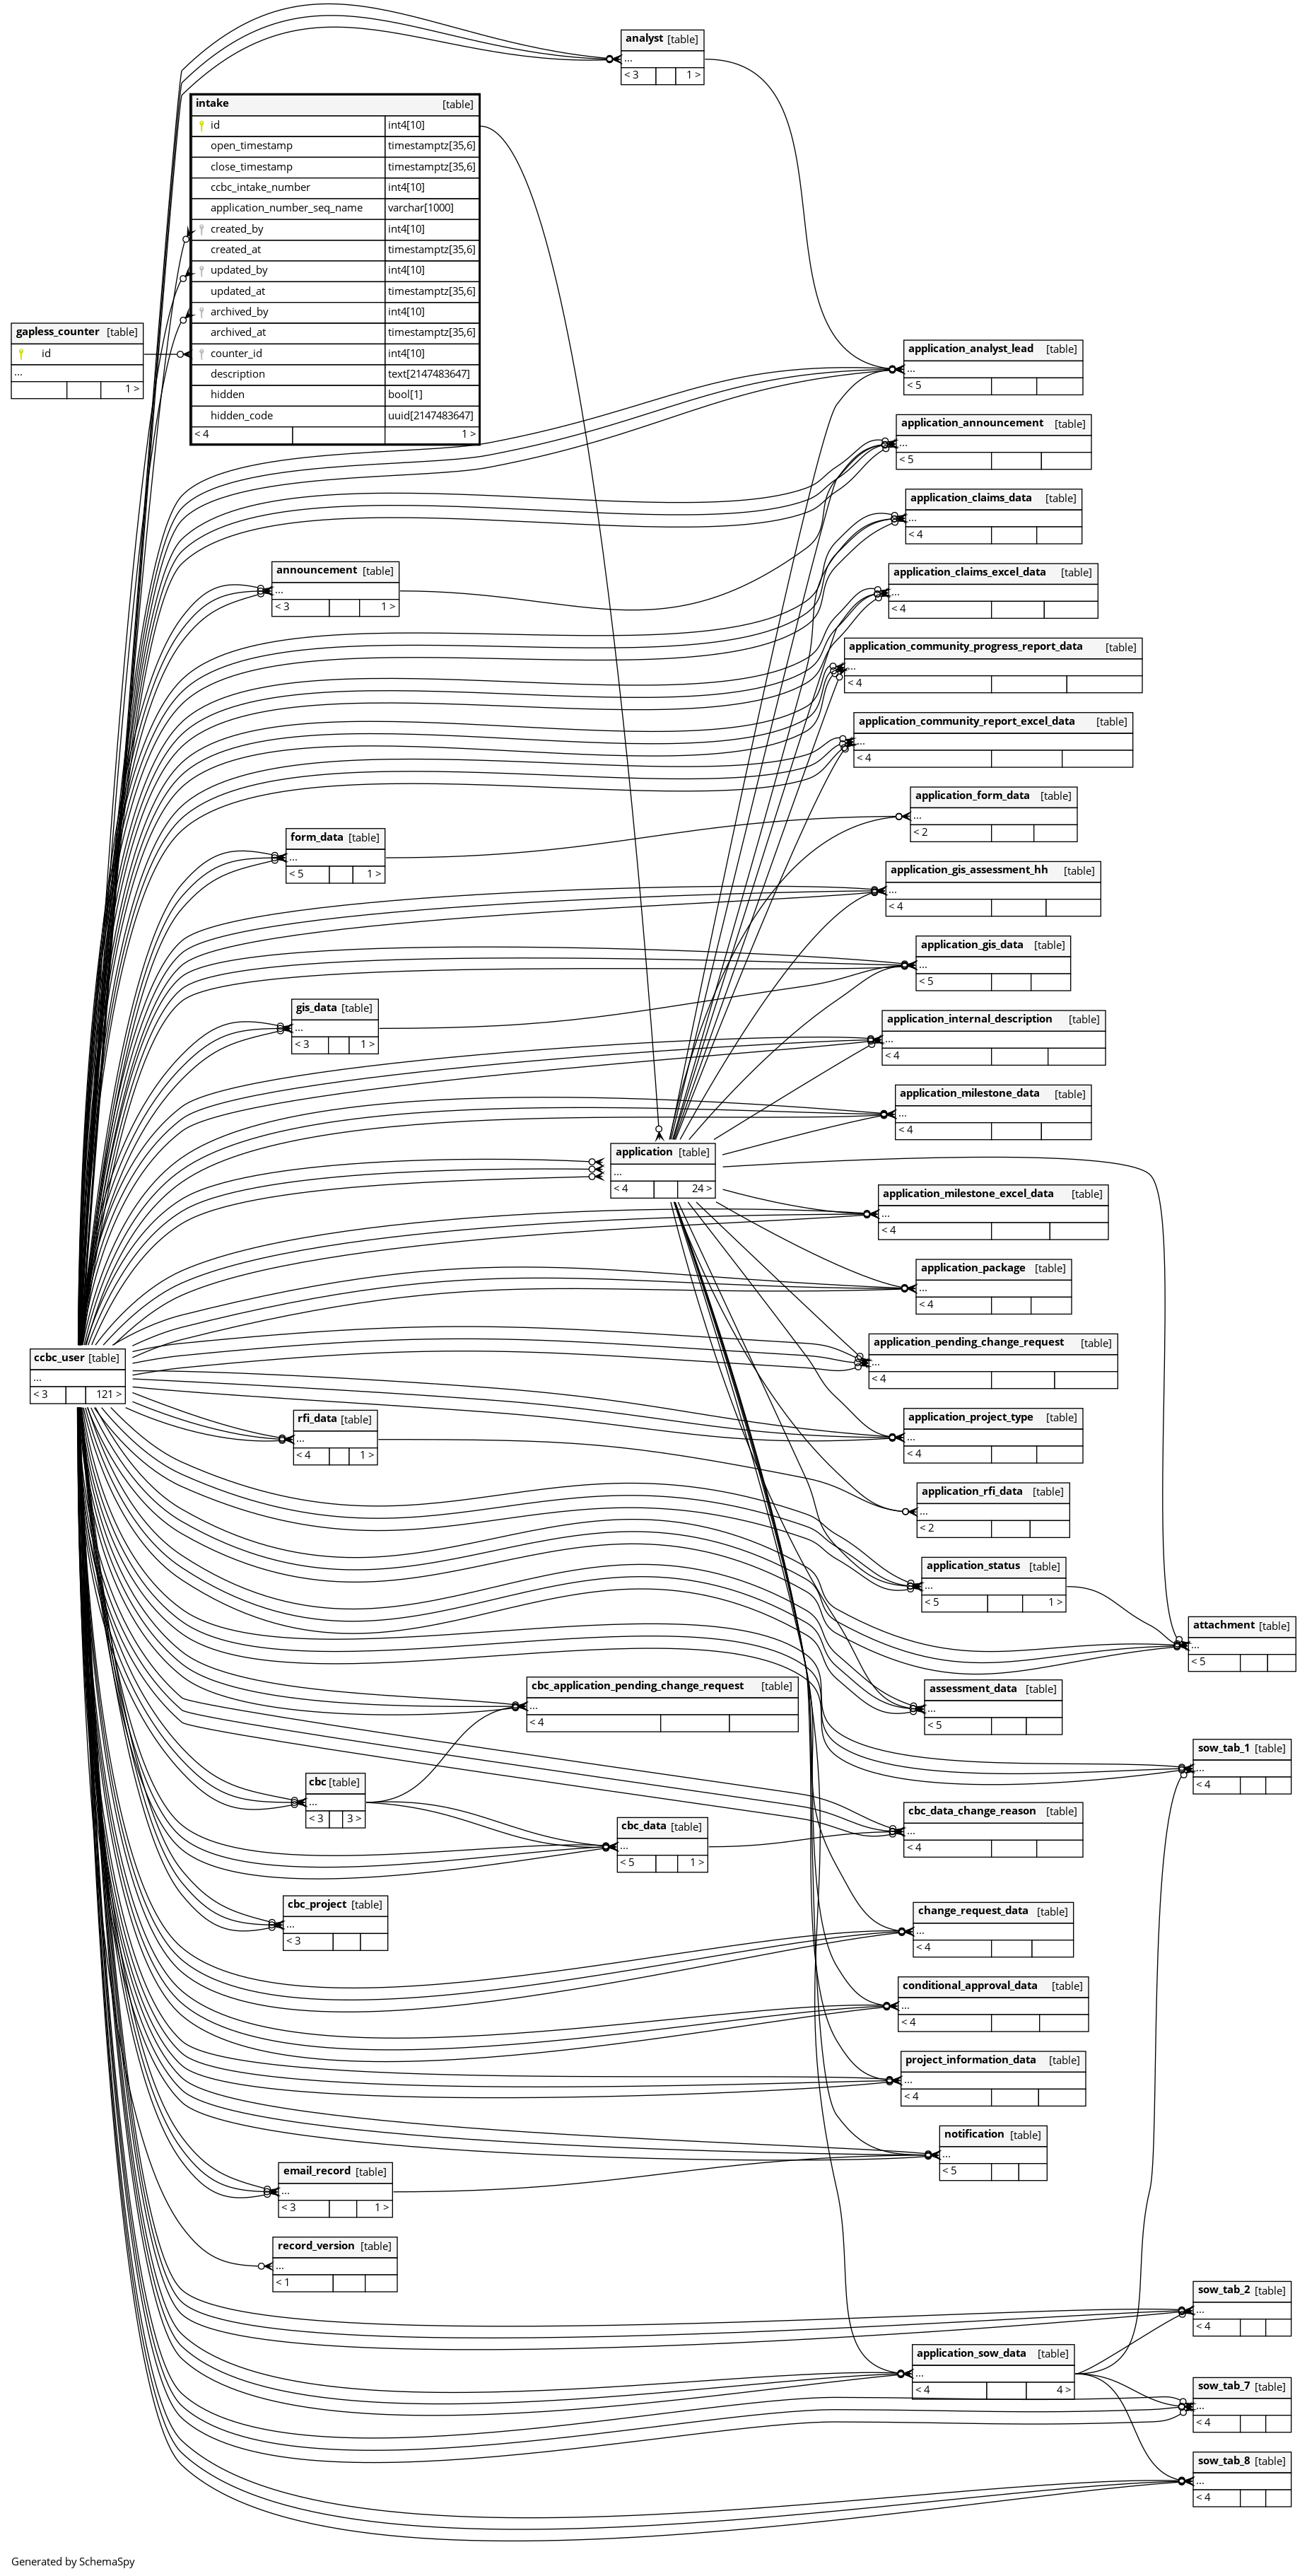 analyst [table]
...
< 3 1 >
intake [table]
id int4[10]
open_timestamp timestamptz[35,6]
close_timestamp timestamptz[35,6]
ccbc_intake_number int4[10]
application_number_seq_name varchar[1000]
created_by int4[10]
created_at timestamptz[35,6]
updated_by int4[10]
updated_at timestamptz[35,6]
archived_by int4[10]
archived_at timestamptz[35,6]
counter_id int4[10]
description text[2147483647]
hidden bool[1]
hidden_code uuid[2147483647]
< 4 1 >
gapless_counter [table]
id
...
1 >
application_analyst_lead [table]
...
< 5
application_announcement [table]
...
< 5
application_claims_data [table]
...
< 4
announcement [table]
...
< 3 1 >
application_claims_excel_data [table]
...
< 4
application_community_progress_report_data [table]
...
< 4
application_community_report_excel_data [table]
...
< 4
application_form_data [table]
...
< 2
form_data [table]
...
< 5 1 >
application_gis_assessment_hh [table]
...
< 4
application_gis_data [table]
...
< 5
gis_data [table]
...
< 3 1 >
application_internal_description [table]
...
< 4
application_milestone_data [table]
...
< 4
application [table]
...
< 4 24 >
application_milestone_excel_data [table]
...
< 4
application_package [table]
...
< 4
application_pending_change_request [table]
...
< 4
ccbc_user [table]
...
< 3 121 >
rfi_data [table]
...
< 4 1 >
application_project_type [table]
...
< 4
application_rfi_data [table]
...
< 2
application_status [table]
...
< 5 1 >
attachment [table]
...
< 5
cbc_application_pending_change_request [table]
...
< 4
assessment_data [table]
...
< 5
sow_tab_1 [table]
...
< 4
cbc [table]
...
< 3 3 >
cbc_data [table]
...
< 5 1 >
cbc_data_change_reason [table]
...
< 4
cbc_project [table]
...
< 3
change_request_data [table]
...
< 4
conditional_approval_data [table]
...
< 4
project_information_data [table]
...
< 4
notification [table]
...
< 5
email_record [table]
...
< 3 1 >
record_version [table]
...
< 1
sow_tab_2 [table]
...
< 4
application_sow_data [table]
...
< 4 4 >
sow_tab_7 [table]
...
< 4
sow_tab_8 [table]
...
< 4
Generated by SchemaSpy